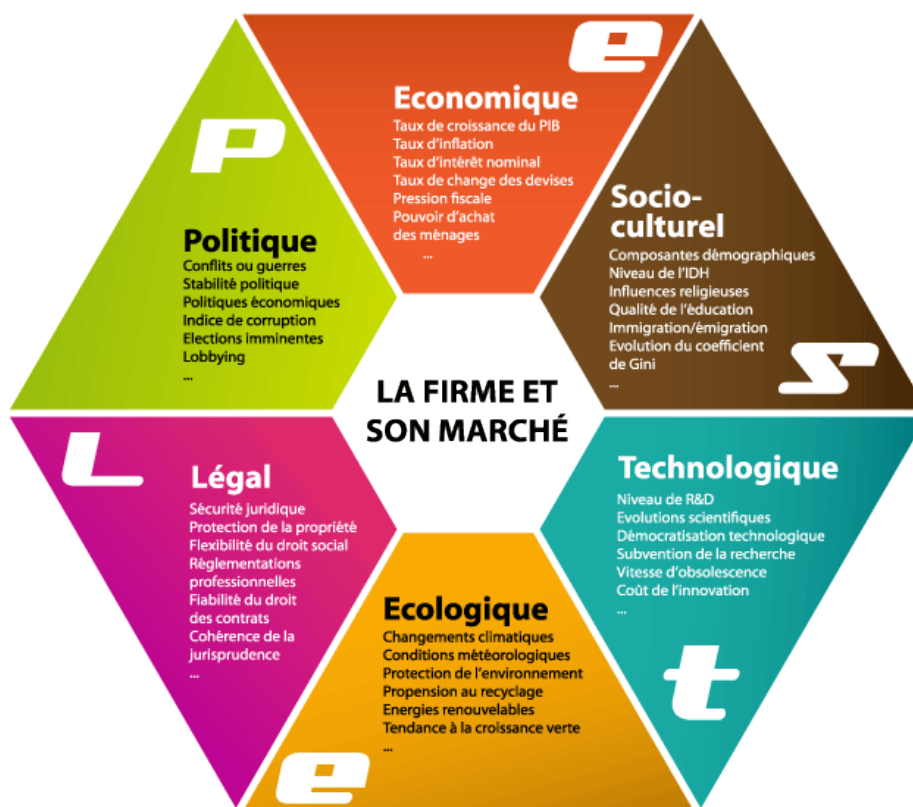 P
Politique
Conflits ou guerres
Stabilité politique
Politiques économiques
Indice de corruption
Elections imminentes
Lobbying
...
e
Economique
Taux de croissance du PIB
Taux d'inflation
Taux d'intérêt nominal
Taux de change des devises
Pression fiscale
Pouvoir d'achat
des ménages
...
Socio-
culturel
Composantes démographiques
Niveau de l'IDH
Influences religieuses
Qualité de l'éducation
Immigration/émigration
Evolution du coefficient
de Gini
...
s
LA FIRME ET
SON MARCHÉ
Technologique
Niveau de R&D
Evolutions scientifiques
Démocratisation technologique
Subvention de la recherche
Vitesse d'obsolescence
Coût de l'innovation
...
t
Ecologique
Changements climatiques
Conditions météorologiques
Protection de l'environnement
Propension au recyclage
Energies renouvelables
Tendance à la croissance verte
...
e
L
Légal
Sécurité juridique
Protection de la propriété
Flexibilité du droit social
Règlementations
professionnelles
Fiabilité du droit
des contrats
Cohérence de la
jurisprudence
...